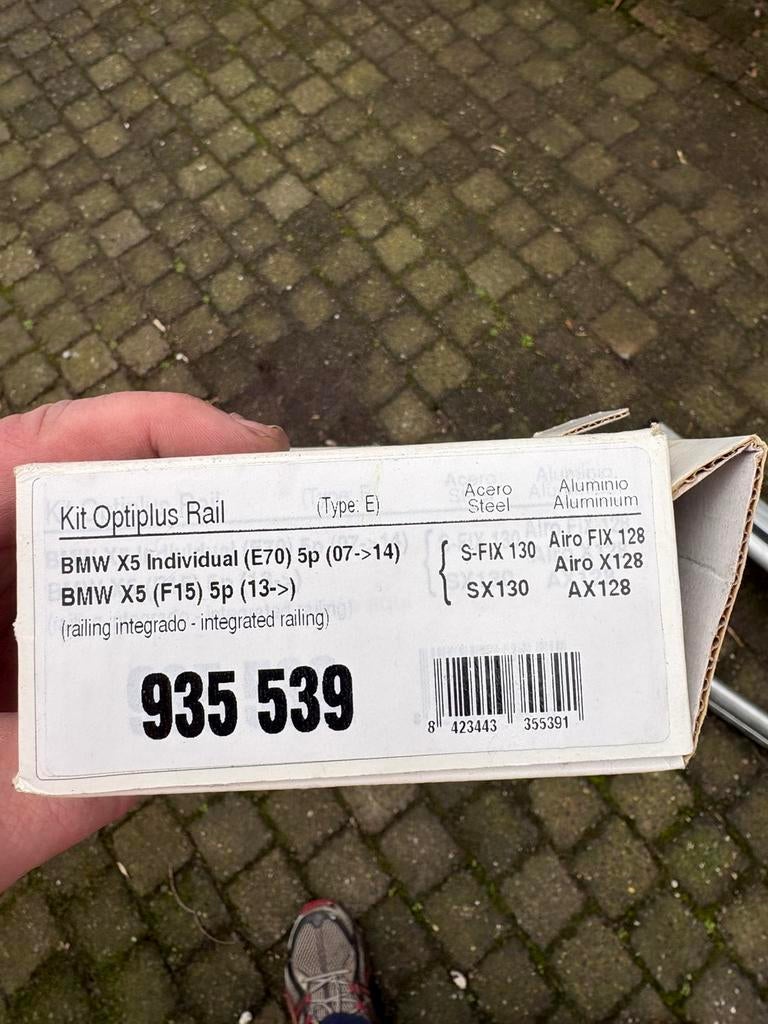 Kit Optiplus Rail (Type: E) Acero Steel Aluminio Aluminium
BMW X5 Individual (E70) 5p (07->14) S-FIX 130 Airo FIX 128
Airo X128
BMW X5 (F15) 5p (13->) SX130 AX128
(railing integrado - integrated railing)
935 539
8 423443 355391